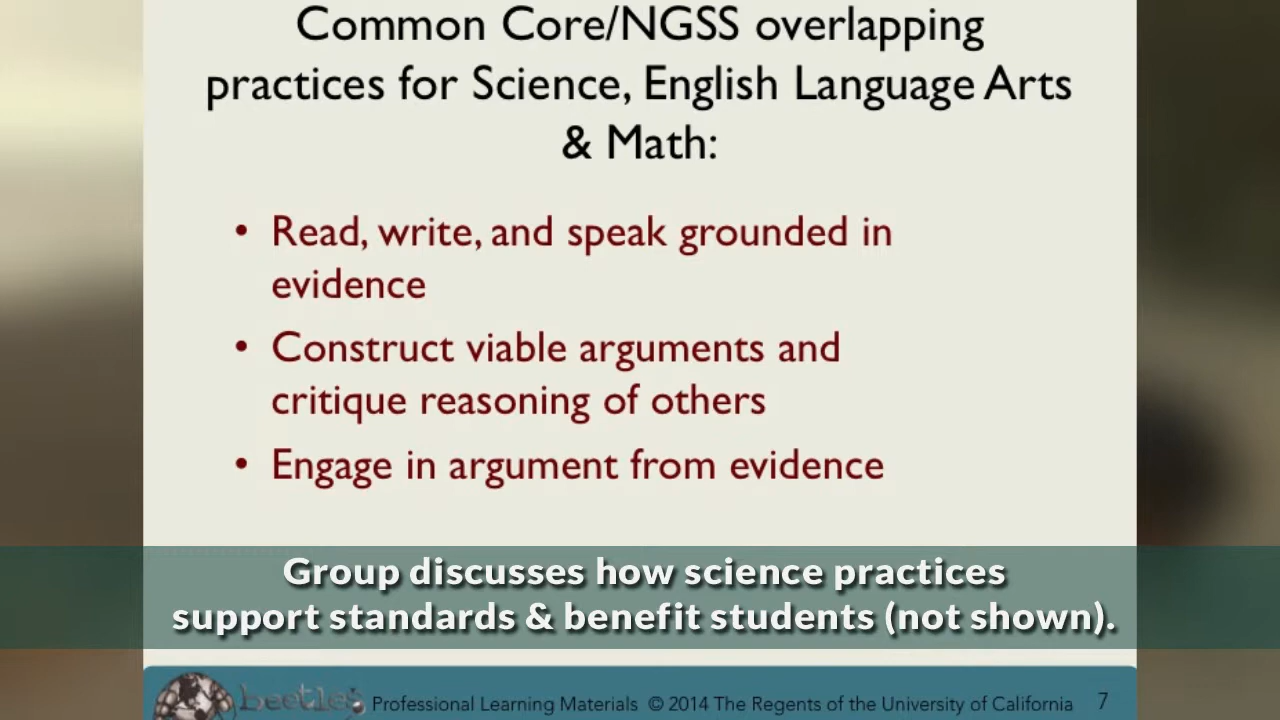 Common Core/NGSS overlapping
practices for Science, English Language Arts
& Math:
• Read, write, and speak grounded in
evidence
• Construct viable arguments and
critique reasoning of others
• Engage in argument from evidence
Group discusses how science practices
support standards & benefit students (not shown).
beetles Professional Learning Materials © 2014 The Regents of the University of California 7